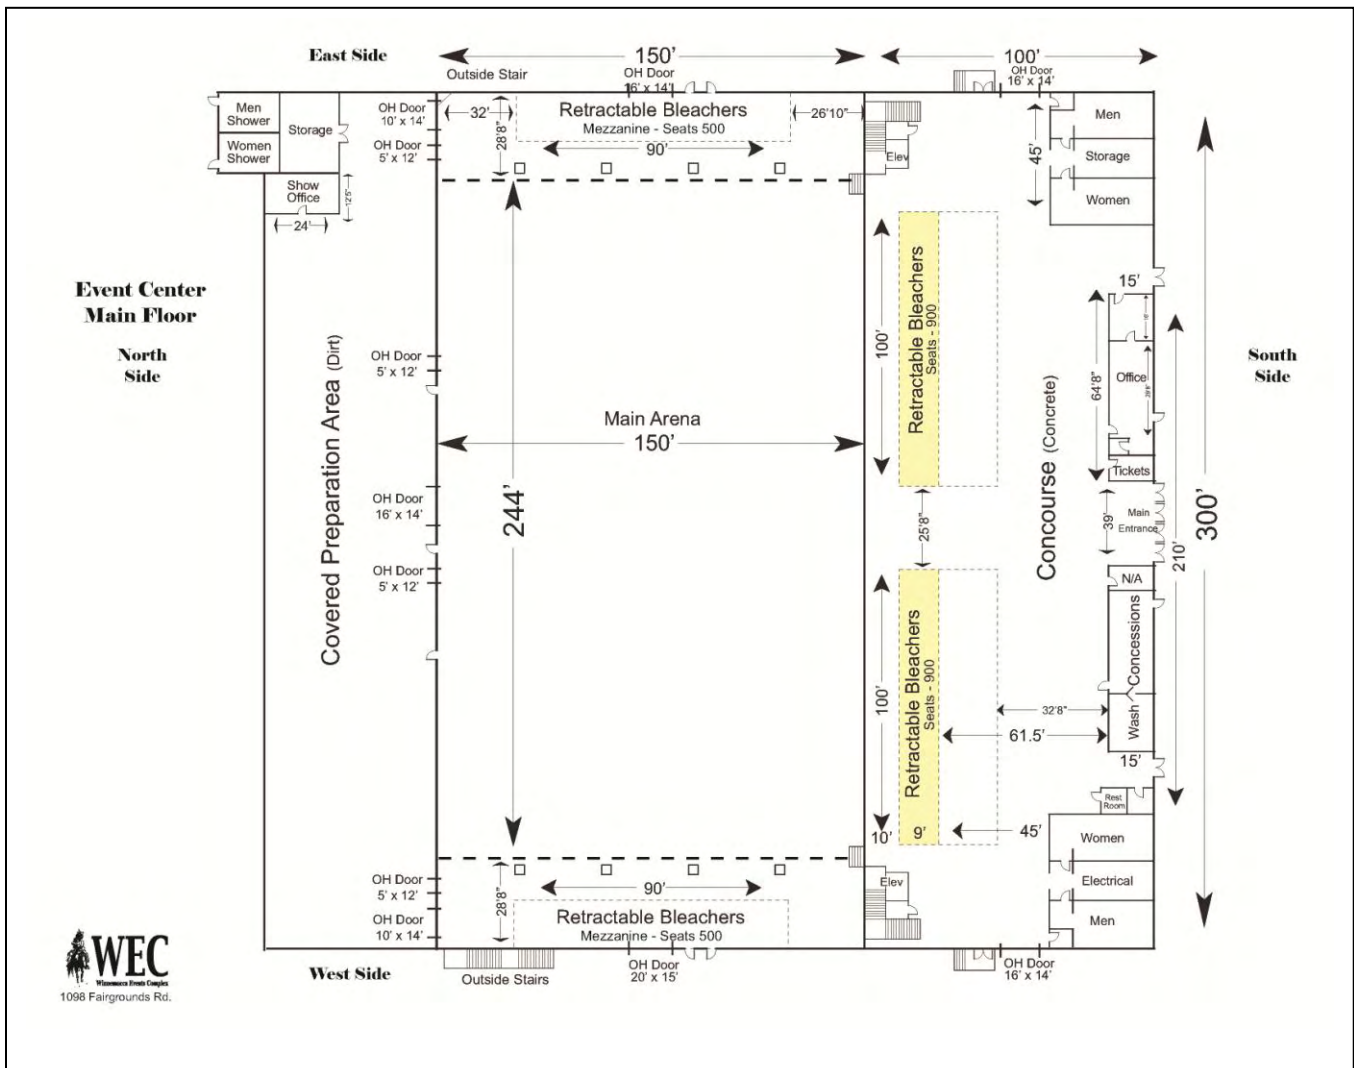 East Side
150'
100'
Outside Stair
OH Door
16' x 14'
OH Door
16' x 14'
Men
Shower
Storage
Women
Shower
Show
Office
12'5"
24'
OH Door
10' x 14'
OH Door
5' x 12'
32'
28'8"
Retractable Bleachers
Mezzanine - Seats 500
90'
26'10"
Elev
45'
Men
Storage
Women
Event Center
Main Floor
North
Side
Covered Preparation Area (Dirt)
OH Door
5' x 12'
OH Door
16' x 14'
OH Door
5' x 12'
Main Arena
150'
244'
100'
Retractable Bleachers
Seats - 900
25'8"
100'
Retractable Bleachers
Seats - 900
10'
9'
45'
Concourse (Concrete)
15'
64'8"
Office
Tickets
39'
Main
Entrance
N/A
Concessions
Wash
32'8"
61.5'
15'
210'
300'
South
Side
Rest
Room
Women
Electrical
Men
OH Door
5' x 12'
OH Door
10' x 14'
28'8"
90'
Retractable Bleachers
Mezzanine - Seats 500
Elev
West Side
Outside Stairs
OH Door
20' x 15'
OH Door
16' x 14'
WEC
Winnemucca Events Complex
1098 Fairgrounds Rd.